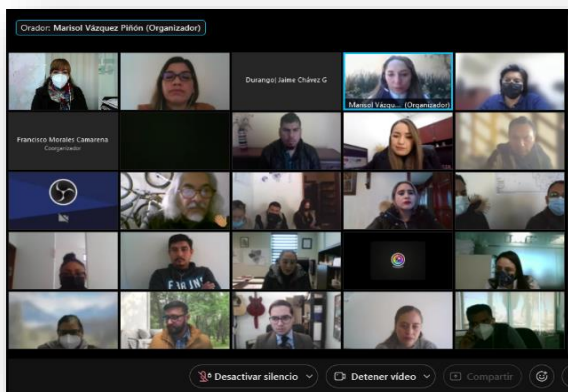 Orador: Marisol Vázquez Piñón (Organizador)
Durango| Jaime Chávez G
Marisol Vázqu... (Organizador)
Francisco Morales Camarena
Coorganizador
Desactivar silencio
Detener vídeo
Compartir